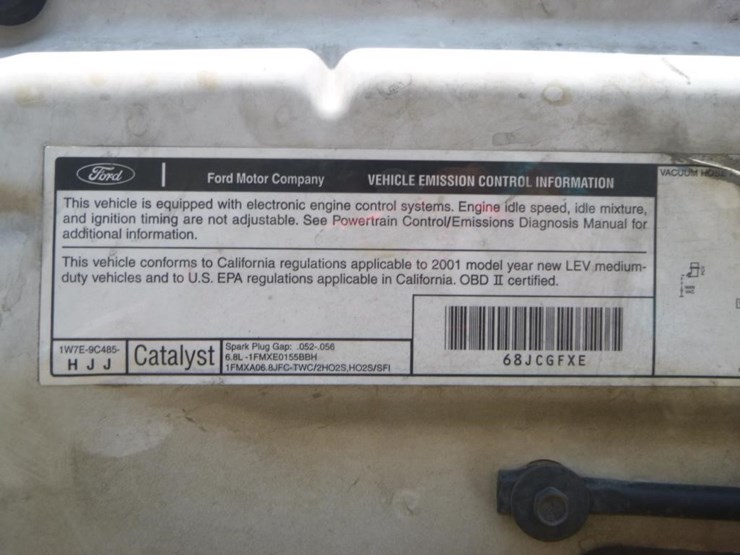 Ford
Ford Motor Company
VEHICLE EMISSION CONTROL INFORMATION
This vehicle is equipped with electronic engine control systems. Engine idle speed, idle mixture,
and ignition timing are not adjustable. See Powertrain Control/Emissions Diagnosis Manual for
additional information.
This vehicle conforms to California regulations applicable to 2001 model year new LEV medium-
duty vehicles and to U.S. EPA regulations applicable in California. OBD II certified.
1W7E-9C485-
HJJ
Catalyst
Spark Plug Gap: .052-.056
6.8L -1FMXE0155BBH
1FMXA06.8JFC-TWC/2HO2S,HO2S/SFI
68JCGFXE
VACUUM